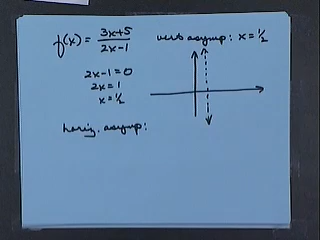 f(x) = 3x+5 / 2x-1
vert asymp: x = 1/2
2x-1=0
2x=1
x=1/2
horiz. asymp: